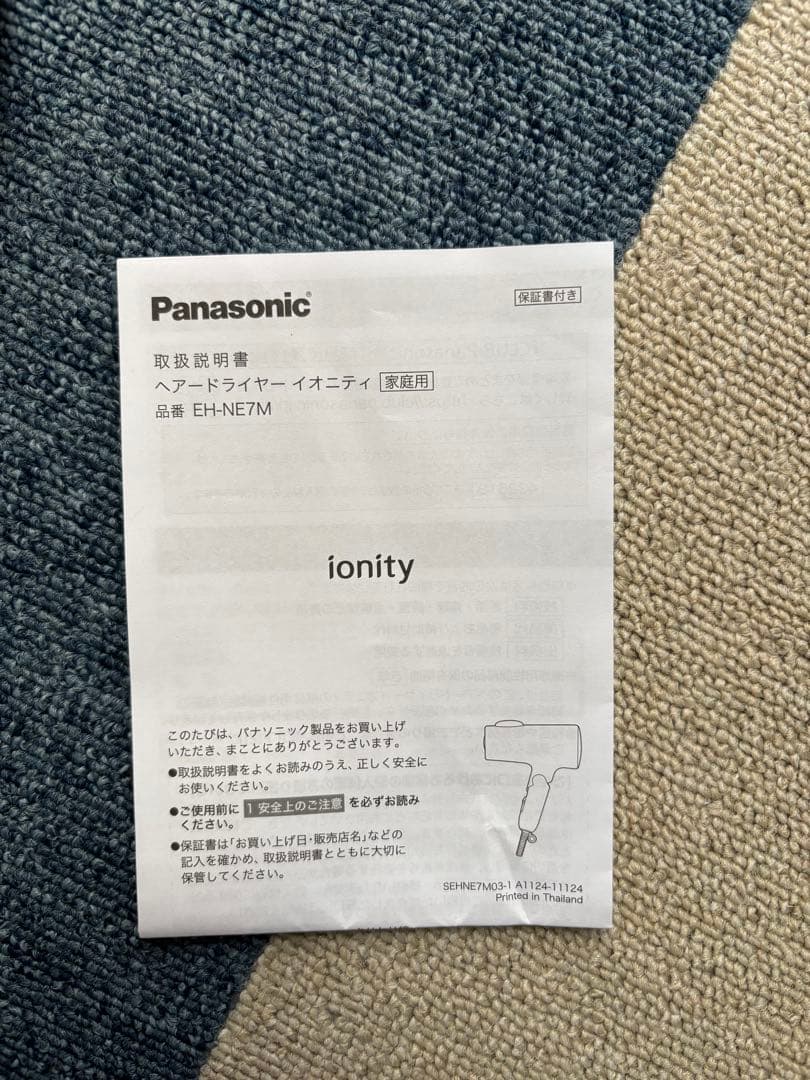 Panasonic®
保証書付き
取扱説明書
ヘアードライヤー イオニティ 家庭用
品番 EH-NE7M
ionity
このたびは、パナソニック製品をお買い上げ
いただき、まことにありがとうございます。
●取扱説明書をよくお読みのうえ、正しく安全に
お使いください。
●ご使用前に 1 安全上のご注意 を必ずお読み
ください。
●保証書は「お買い上げ日・販売店名」などの
記入を確かめ、取扱説明書とともに大切に
保管してください。
SEHNE7M03-1 A1124-11124
Printed in Thailand